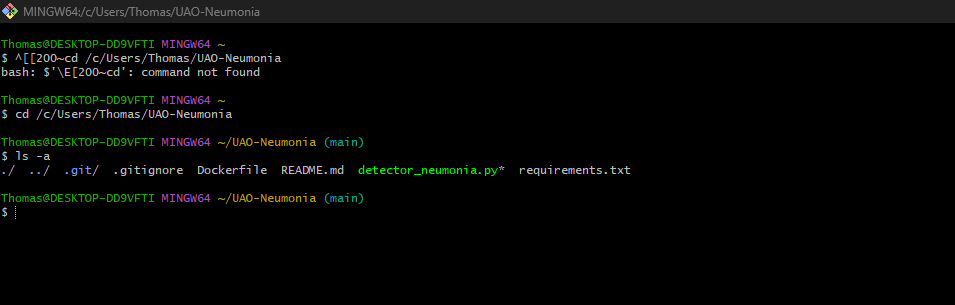 MINGW64:/c/Users/Thomas/UAO-Neumonia
Thomas@DESKTOP-DD9VFTI MINGW64 ~
$ ^[[200~cd /c/Users/Thomas/UAO-Neumonia
bash: $'\E[200~cd': command not found
Thomas@DESKTOP-DD9VFTI MINGW64 ~
$ cd /c/Users/Thomas/UAO-Neumonia
Thomas@DESKTOP-DD9VFTI MINGW64 ~/UAO-Neumonia (main)
$ ls -a
./ ../ .git/ .gitignore Dockerfile README.md detector_neumonia.py* requirements.txt
Thomas@DESKTOP-DD9VFTI MINGW64 ~/UAO-Neumonia (main)
$